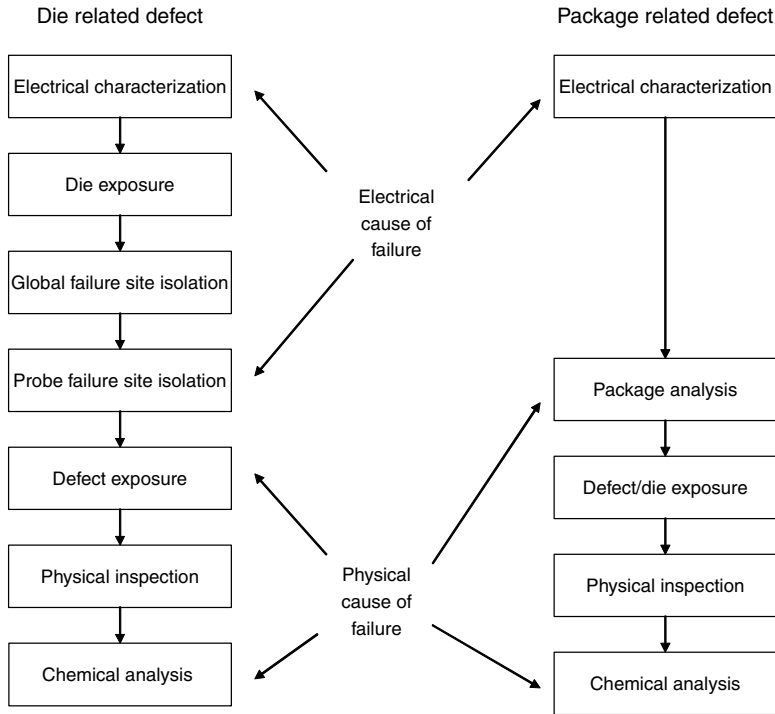 Die related defect
Electrical characterization
Die exposure
Global failure site isolation
Probe failure site isolation
Defect exposure
Physical inspection
Chemical analysis
Electrical
cause of
failure
Physical
cause of
failure
Package related defect
Electrical characterization
Package analysis
Defect/die exposure
Physical inspection
Chemical analysis